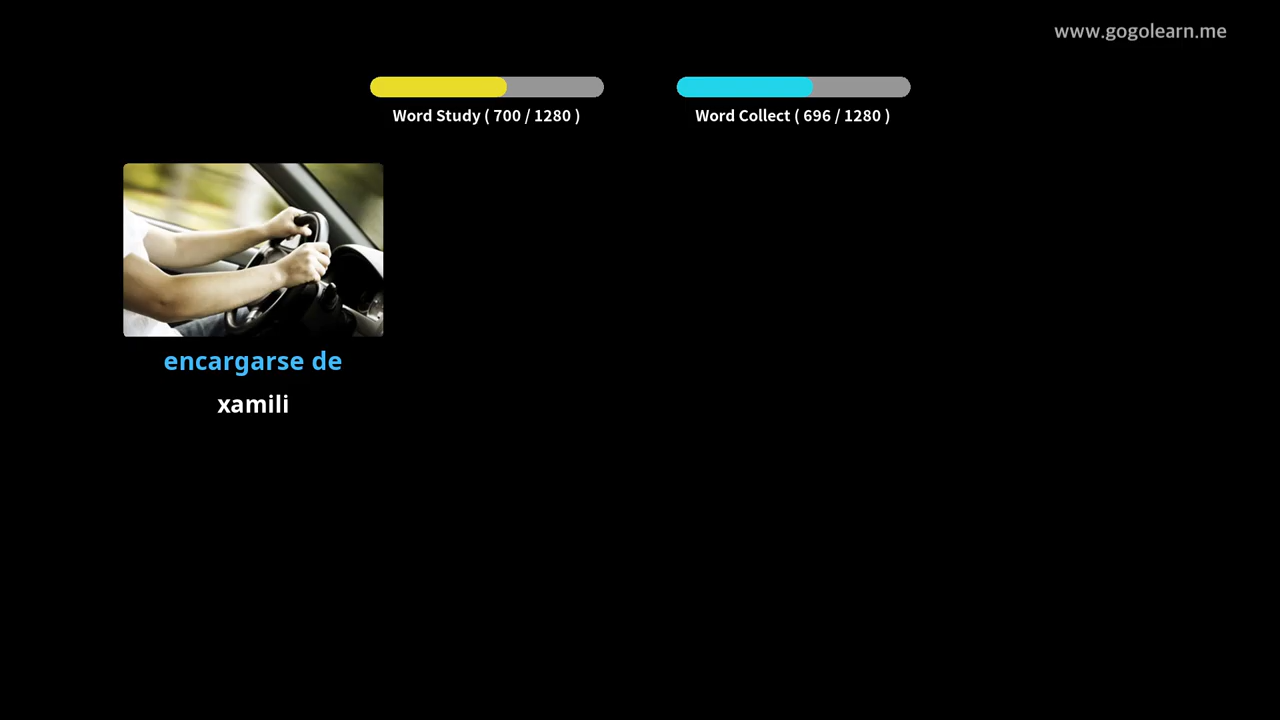 www.gogolearn.me
Word Study ( 700 / 1280 )
Word Collect ( 696 / 1280 )
encargarse de
xamili